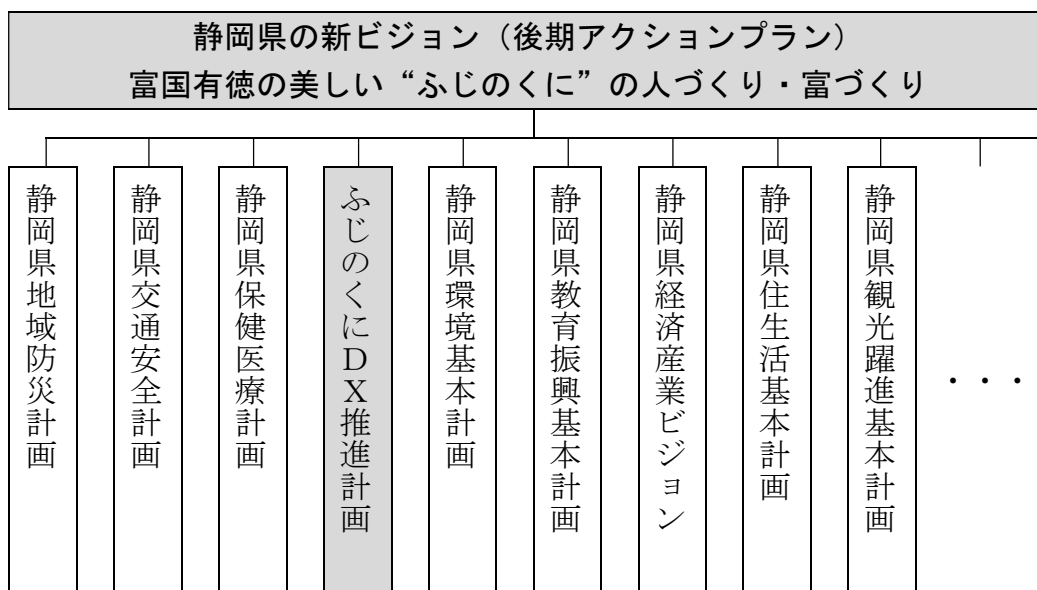 静岡県の新ビジョン（後期アクションプラン）
富国有徳の美しい“ふじのくに”の人づくり・富づくり
静岡県地域防災計画
静岡県交通安全計画
静岡県保健医療計画
ふじのくにＤＸ推進計画
静岡県環境基本計画
静岡県教育振興基本計画
静岡県経済産業ビジョン
静岡県住生活基本計画
静岡県観光躍進基本計画
・・・